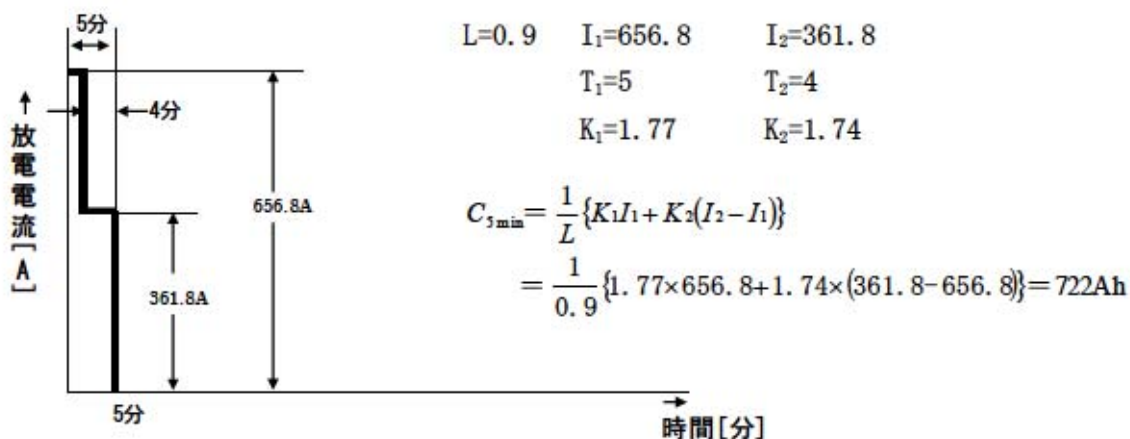 5分
4分
↑放電電流[A]
656.8A
361.8A
5分
→
時間[分]
L=0.9 I₁=656.8 I₂=361.8
T₁=5 T₂=4
K₁=1.77 K₂=1.74
C₅min= 1/L {K₁I₁+K₂(I₂−I₁)}
= 1/0.9 {1.77×656.8+1.74×(361.8-656.8)}=722Ah